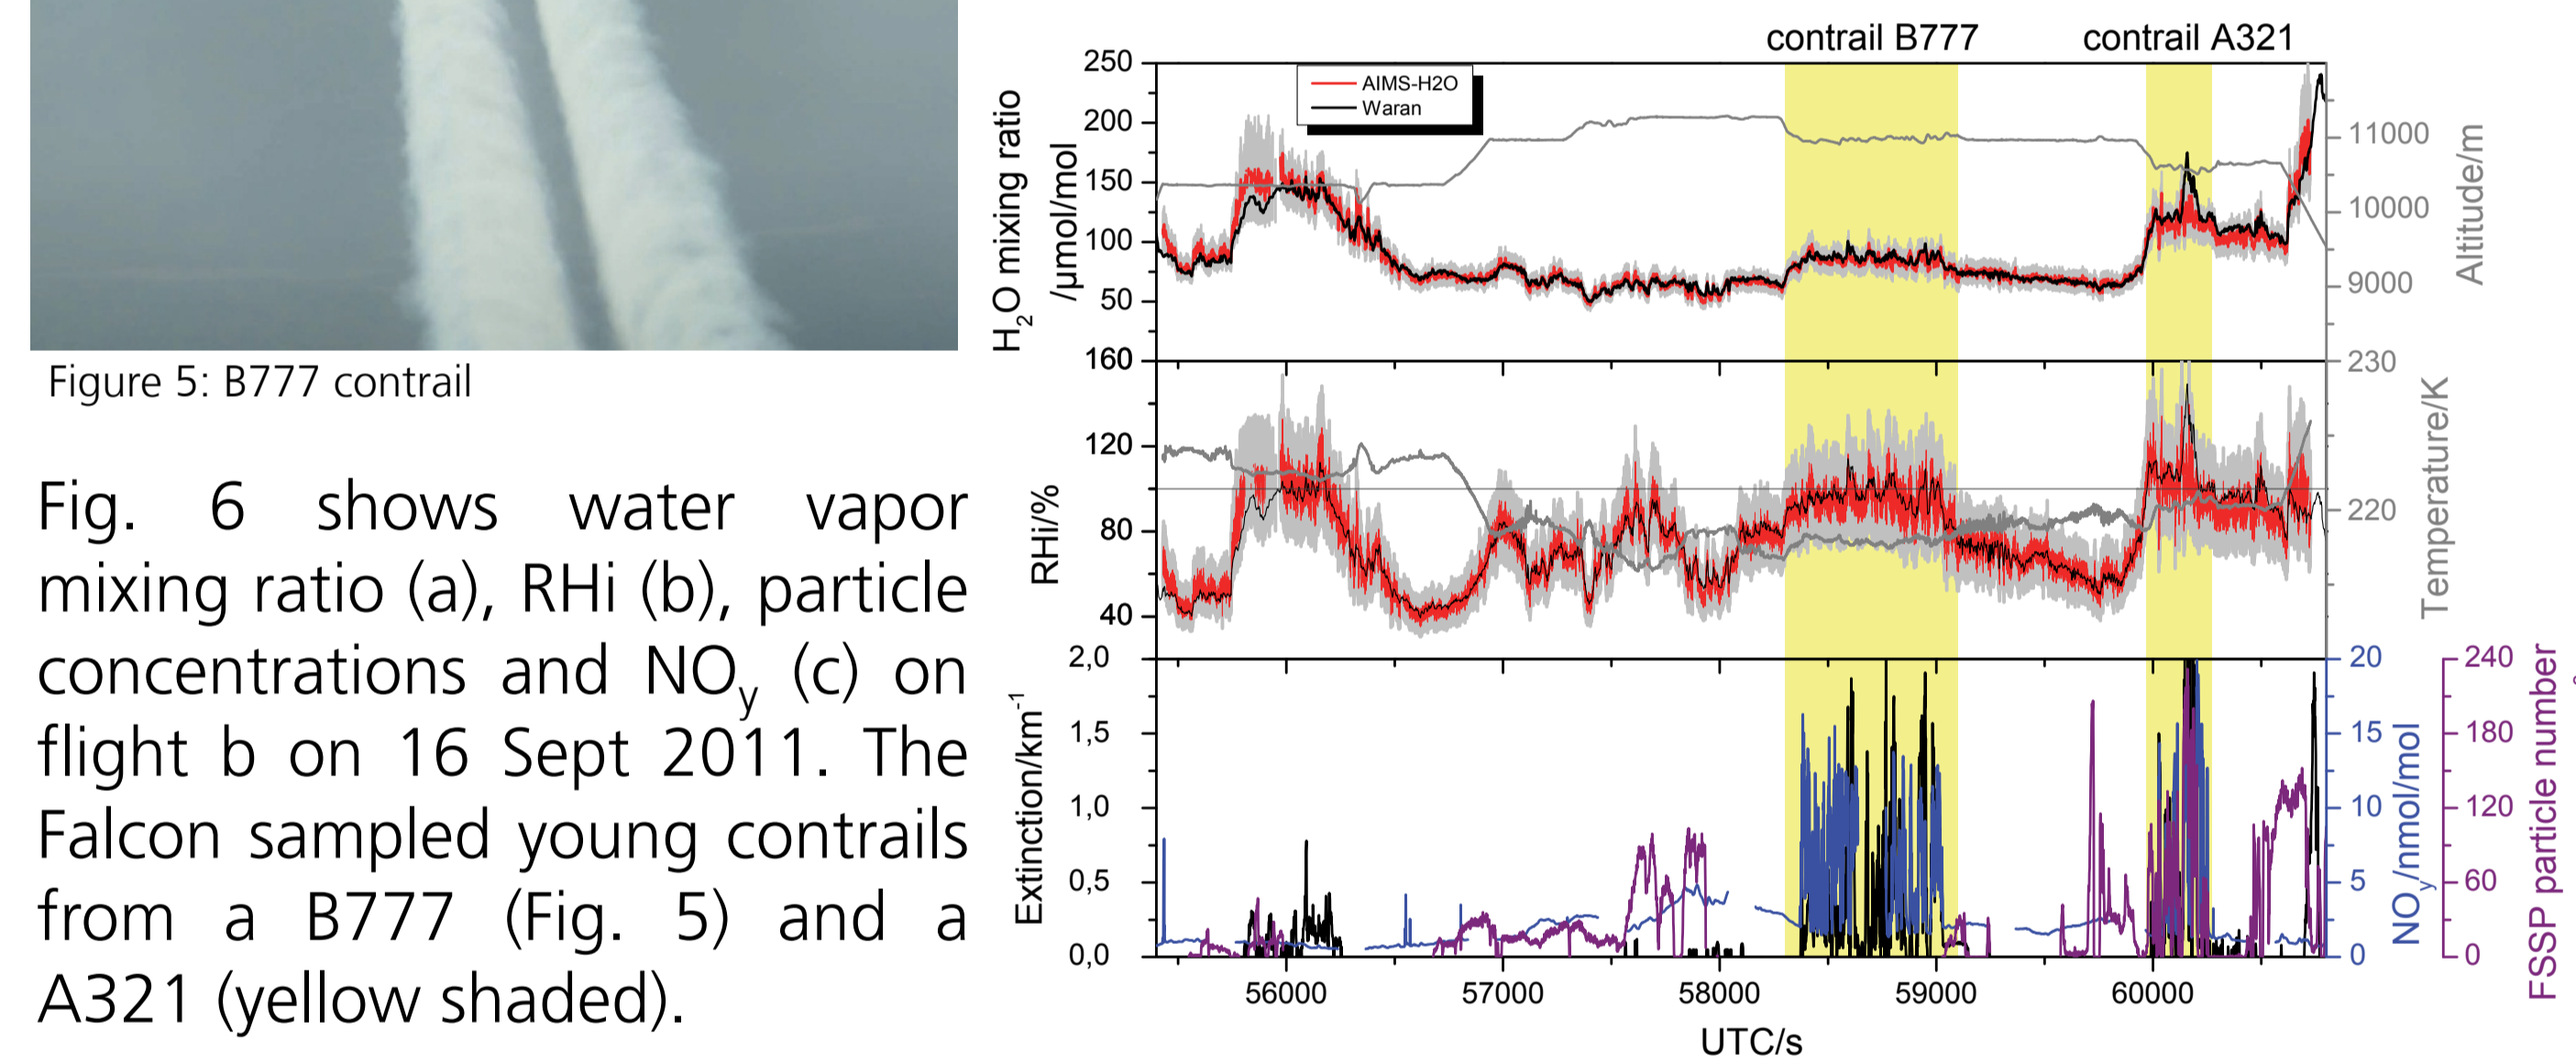 Figure 5: B777 contrail
Fig. 6 shows water vapor
mixing ratio (a), RHi (b), particle
concentrations and NOy (c) on
flight b on 16 Sept 2011. The
Falcon sampled young contrails
from a B777 (Fig. 5) and a
A321 (yellow shaded).
contrail B777 contrail A321
AIMS-H2O
Waran
H2O mixing ratio
/µmol/mol
250
200
150
100
50
Altitude/m
11000
10000
9000
RHi/%
160
120
80
40
Temperature/K
230
220
Extinction/km-1
2,0
1,5
1,0
0,5
0,0
20
15
10
5
0
NOy/nmol/mol
240
180
120
60
0
FSSP particle number
56000 57000 58000 59000 60000
UTC/s